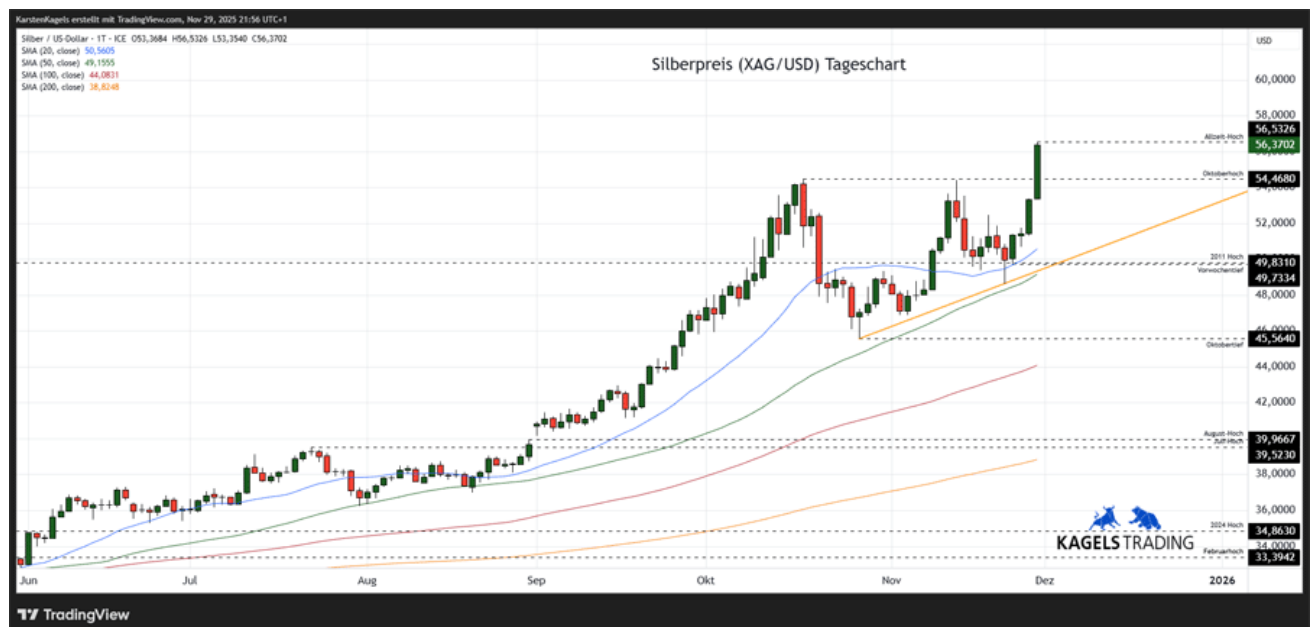 KarstenKagels erstellt mit TradingView.com, Nov 29, 2025 21:56 UTC+1
Silber / US-Dollar - 1T - ICE O53,3684 H56,5326 L53,3540 C56,3702
SMA (20, close) 50,5605
SMA (50, close) 49,1555
SMA (100, close) 44,0831
SMA (200, close) 38,8248
Silberpreis (XAG/USD) Tageschart
USD
60,0000
58,0000
Allzeit-Hoch 56,5326
56,3702
Oktoberhoch 54,4680
52,0000
2011 Hoch 49,8310
Vorwochentief 49,7334
48,0000
46,0000
45,5640
Oktobertief
44,0000
42,0000
August-Hoch 39,9667
Juli-Hoch 39,5230
38,0000
36,0000
2024 Hoch 34,8630
34,0000
Februarhoch 33,3942
KAGELS TRADING
Jun Jul Aug Sep Okt Nov Dez 2026
TradingView